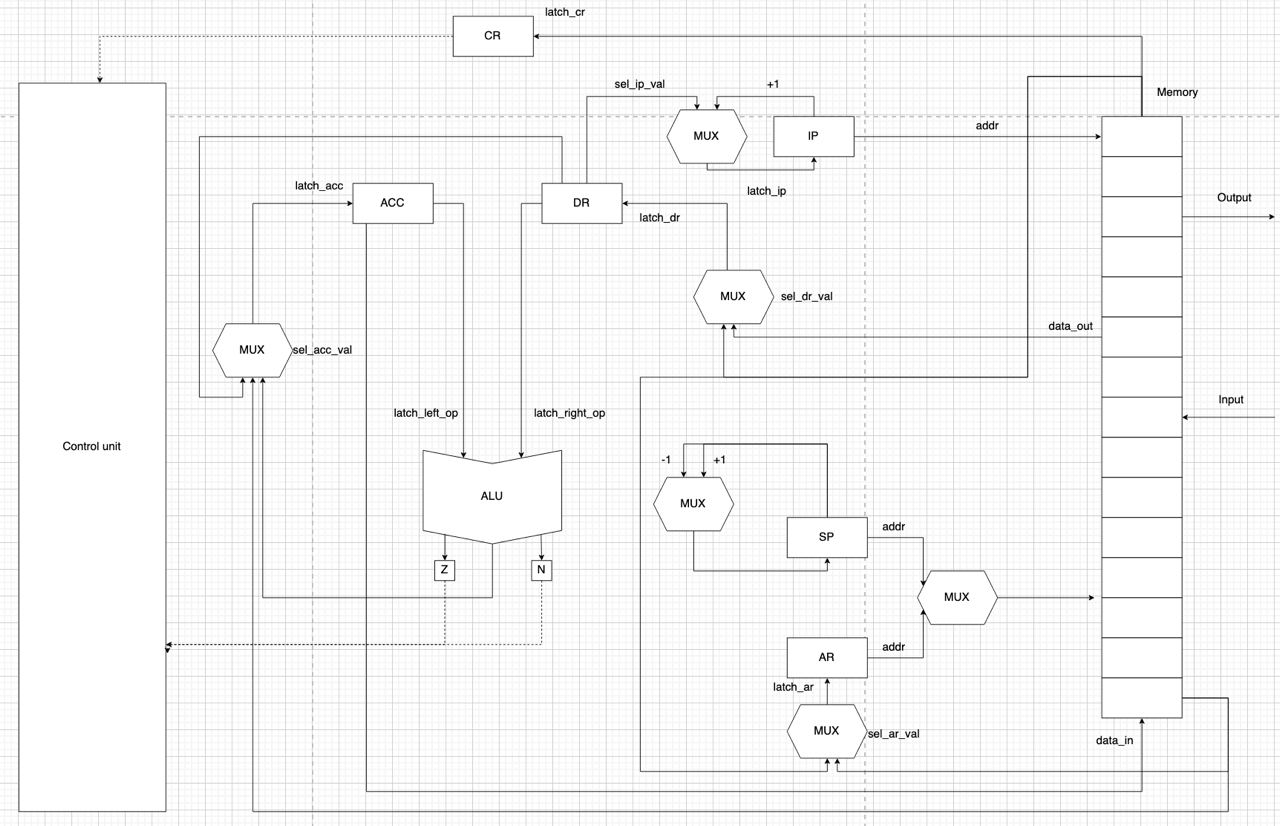 latch_cr
CR
sel_ip_val
+1
Memory
MUX
IP
addr
latch_acc
latch_ip
ACC
DR
Output
latch_dr
MUX
sel_dr_val
data_out
MUX
sel_acc_val
Input
latch_left_op
latch_right_op
Control unit
-1
+1
ALU
MUX
SP
addr
Z
N
MUX
AR
addr
latch_ar
MUX
sel_ar_val
data_in